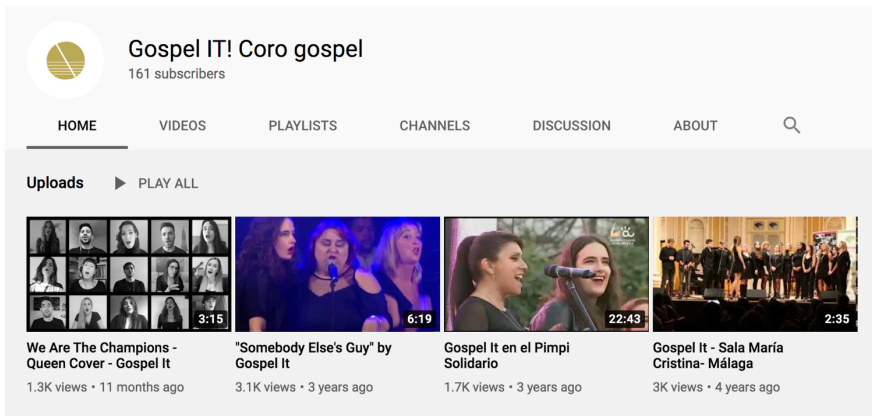 Gospel IT! Coro gospel
161 subscribers
HOME VIDEOS PLAYLISTS CHANNELS DISCUSSION ABOUT
Uploads PLAY ALL
3:15
6:19
22:43
2:35
We Are The Champions -
Queen Cover - Gospel It
1.3K views • 11 months ago
"Somebody Else's Guy" by
Gospel It
3.1K views • 3 years ago
Gospel It en el Pimpi
Solidario
1.7K views • 3 years ago
Gospel It - Sala María
Cristina- Málaga
3K views • 4 years ago